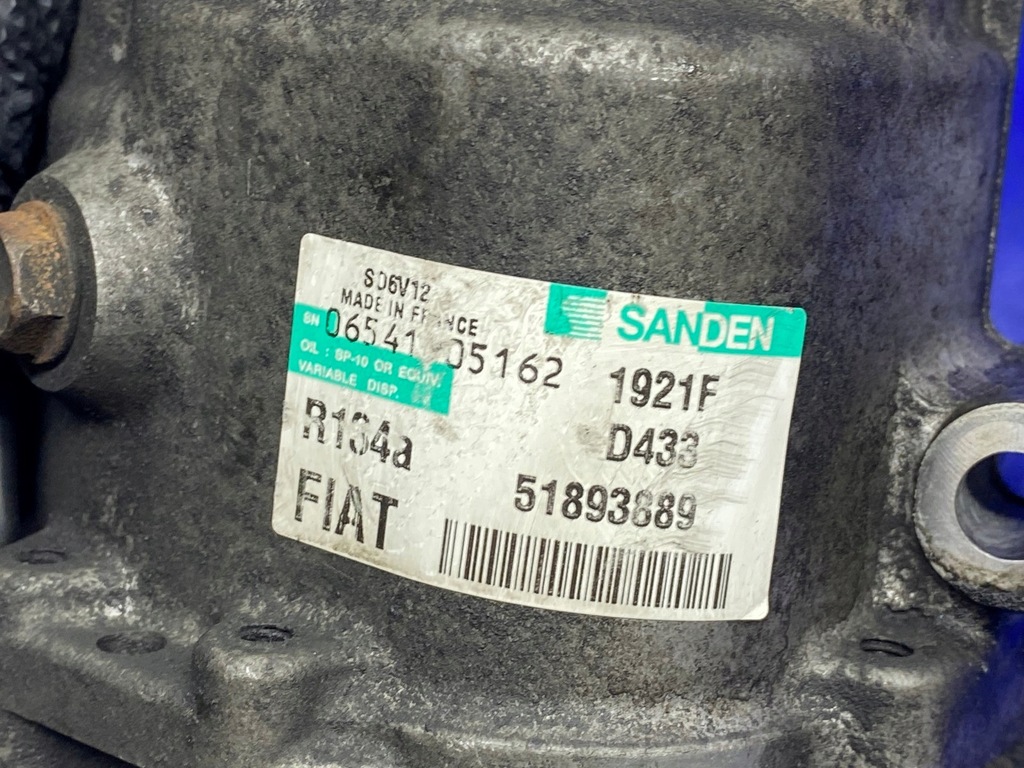 SD6V12
MADE IN FRANCE
SANDEN
SN 06541 05162
OIL : SP-10 OR EQUIV.
VARIABLE DISP.
1921F
R134a
D433
FIAT
51893889